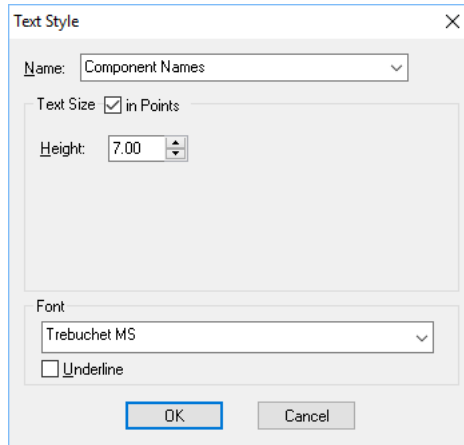 Text Style
Name: Component Names
Text Size in Points
Height: 7.00
Font
Trebuchet MS
Underline
OK Cancel